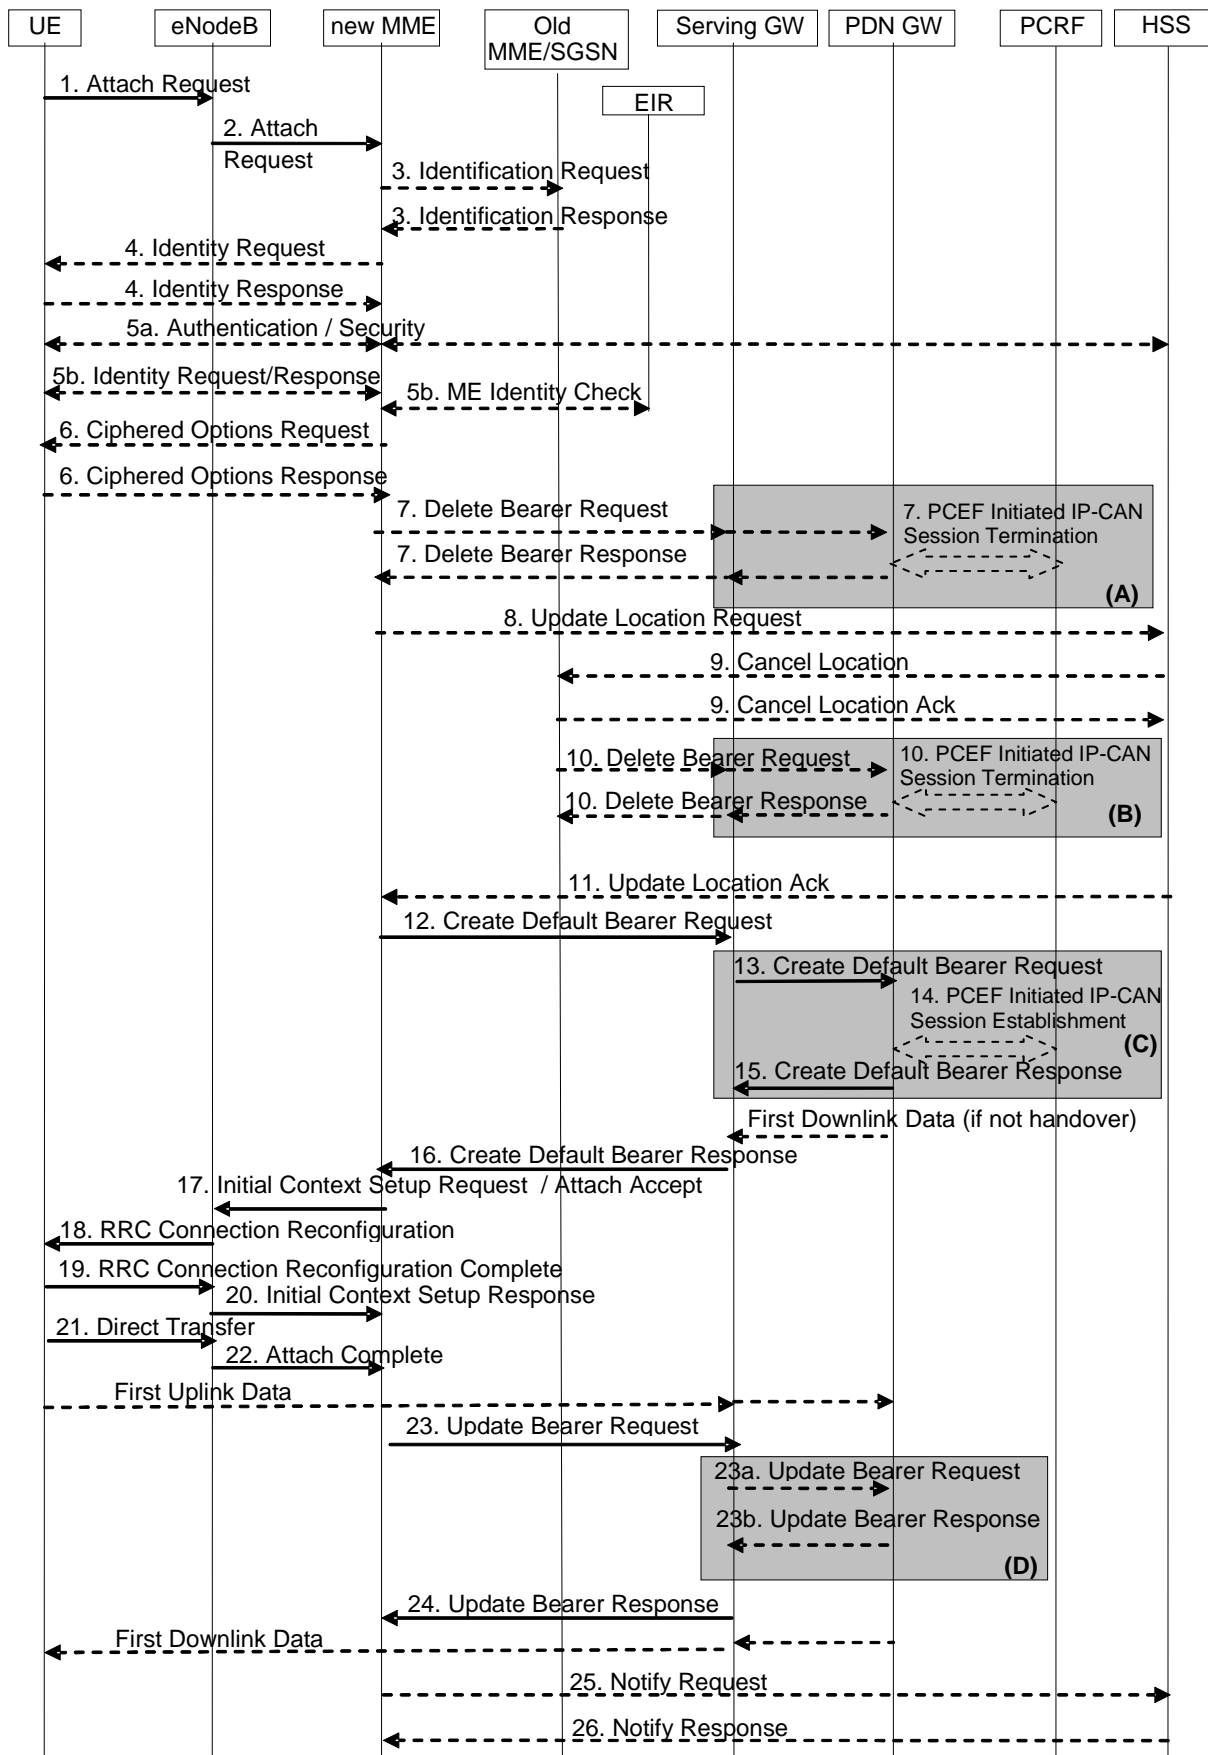 UE
eNodeB
new MME
Old
MME/SGSN
Serving GW
PDN GW
PCRF
HSS
EIR
1. Attach Request
2. Attach
Request
3. Identification Request
3. Identification Response
4. Identity Request
4. Identity Response
5a. Authentication / Security
5b. Identity Request/Response
5b. ME Identity Check
6. Ciphered Options Request
6. Ciphered Options Response
7. Delete Bearer Request
7. PCEF Initiated IP-CAN
Session Termination
7. Delete Bearer Response
(A)
8. Update Location Request
9. Cancel Location
9. Cancel Location Ack
10. Delete Bearer Request
10. PCEF Initiated IP-CAN
Session Termination
10. Delete Bearer Response
(B)
11. Update Location Ack
12. Create Default Bearer Request
13. Create Default Bearer Request
14. PCEF Initiated IP-CAN
Session Establishment
(C)
15. Create Default Bearer Response
First Downlink Data (if not handover)
16. Create Default Bearer Response
17. Initial Context Setup Request / Attach Accept
18. RRC Connection Reconfiguration
19. RRC Connection Reconfiguration Complete
20. Initial Context Setup Response
21. Direct Transfer
22. Attach Complete
First Uplink Data
23. Update Bearer Request
23a. Update Bearer Request
23b. Update Bearer Response
(D)
24. Update Bearer Response
First Downlink Data
25. Notify Request
26. Notify Response